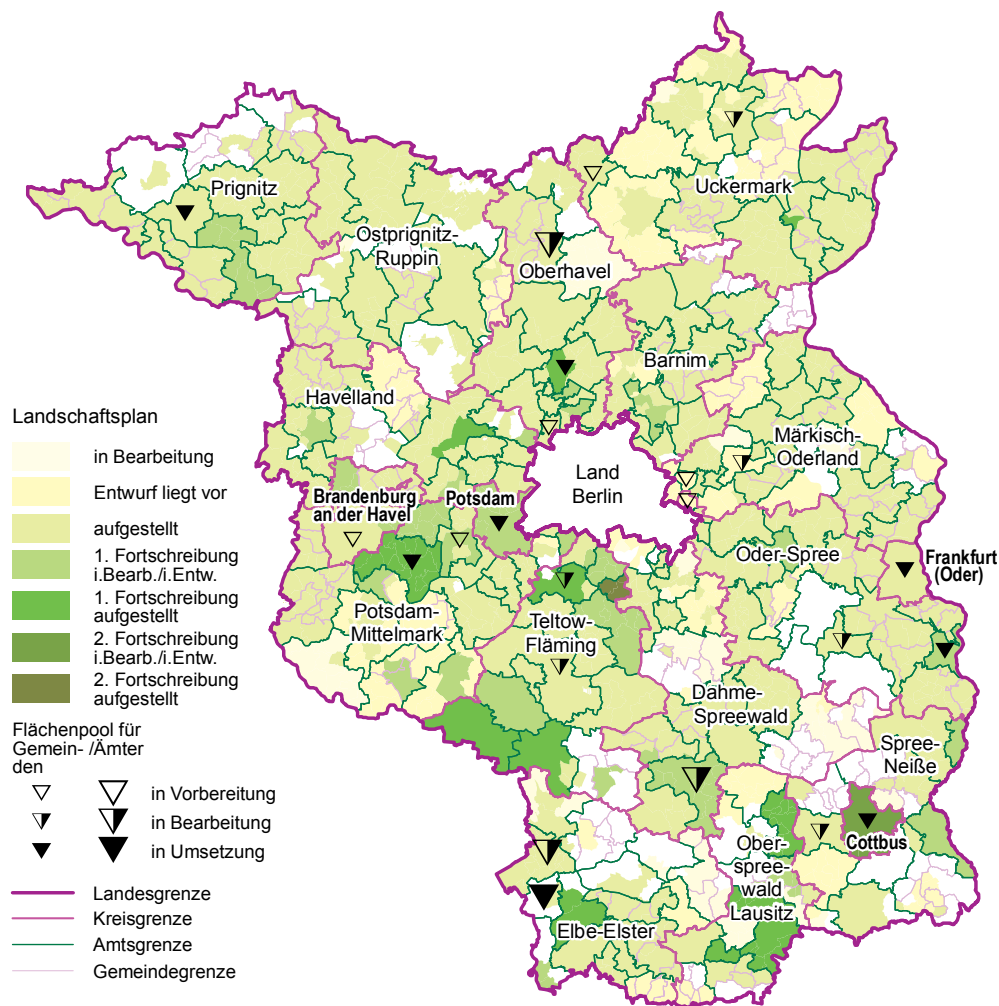 Prignitz
Uckermark
Ostprignitz-
Ruppin
Oberhavel
Barnim
Havelland
Märkisch-
Oderland
Land
Berlin
Brandenburg
an der Havel
Potsdam
Oder-Spree
Frankfurt
(Oder)
Potsdam-
Mittelmark
Teltow-
Fläming
Dahme-
Spreewald
Spree-
Neiße
Cottbus
Ober-
spree-
wald
Lausitz
Elbe-Elster
Landschaftsplan
in Bearbeitung
Entwurf liegt vor
aufgestellt
1. Fortschreibung
i.Bearb./i.Entw.
1. Fortschreibung
aufgestellt
2. Fortschreibung
i.Bearb./i.Entw.
2. Fortschreibung
aufgestellt
Flächenpool für
Gemein- /Ämter
den
in Vorbereitung
in Bearbeitung
in Umsetzung
Landesgrenze
Kreisgrenze
Amtsgrenze
Gemeindegrenze